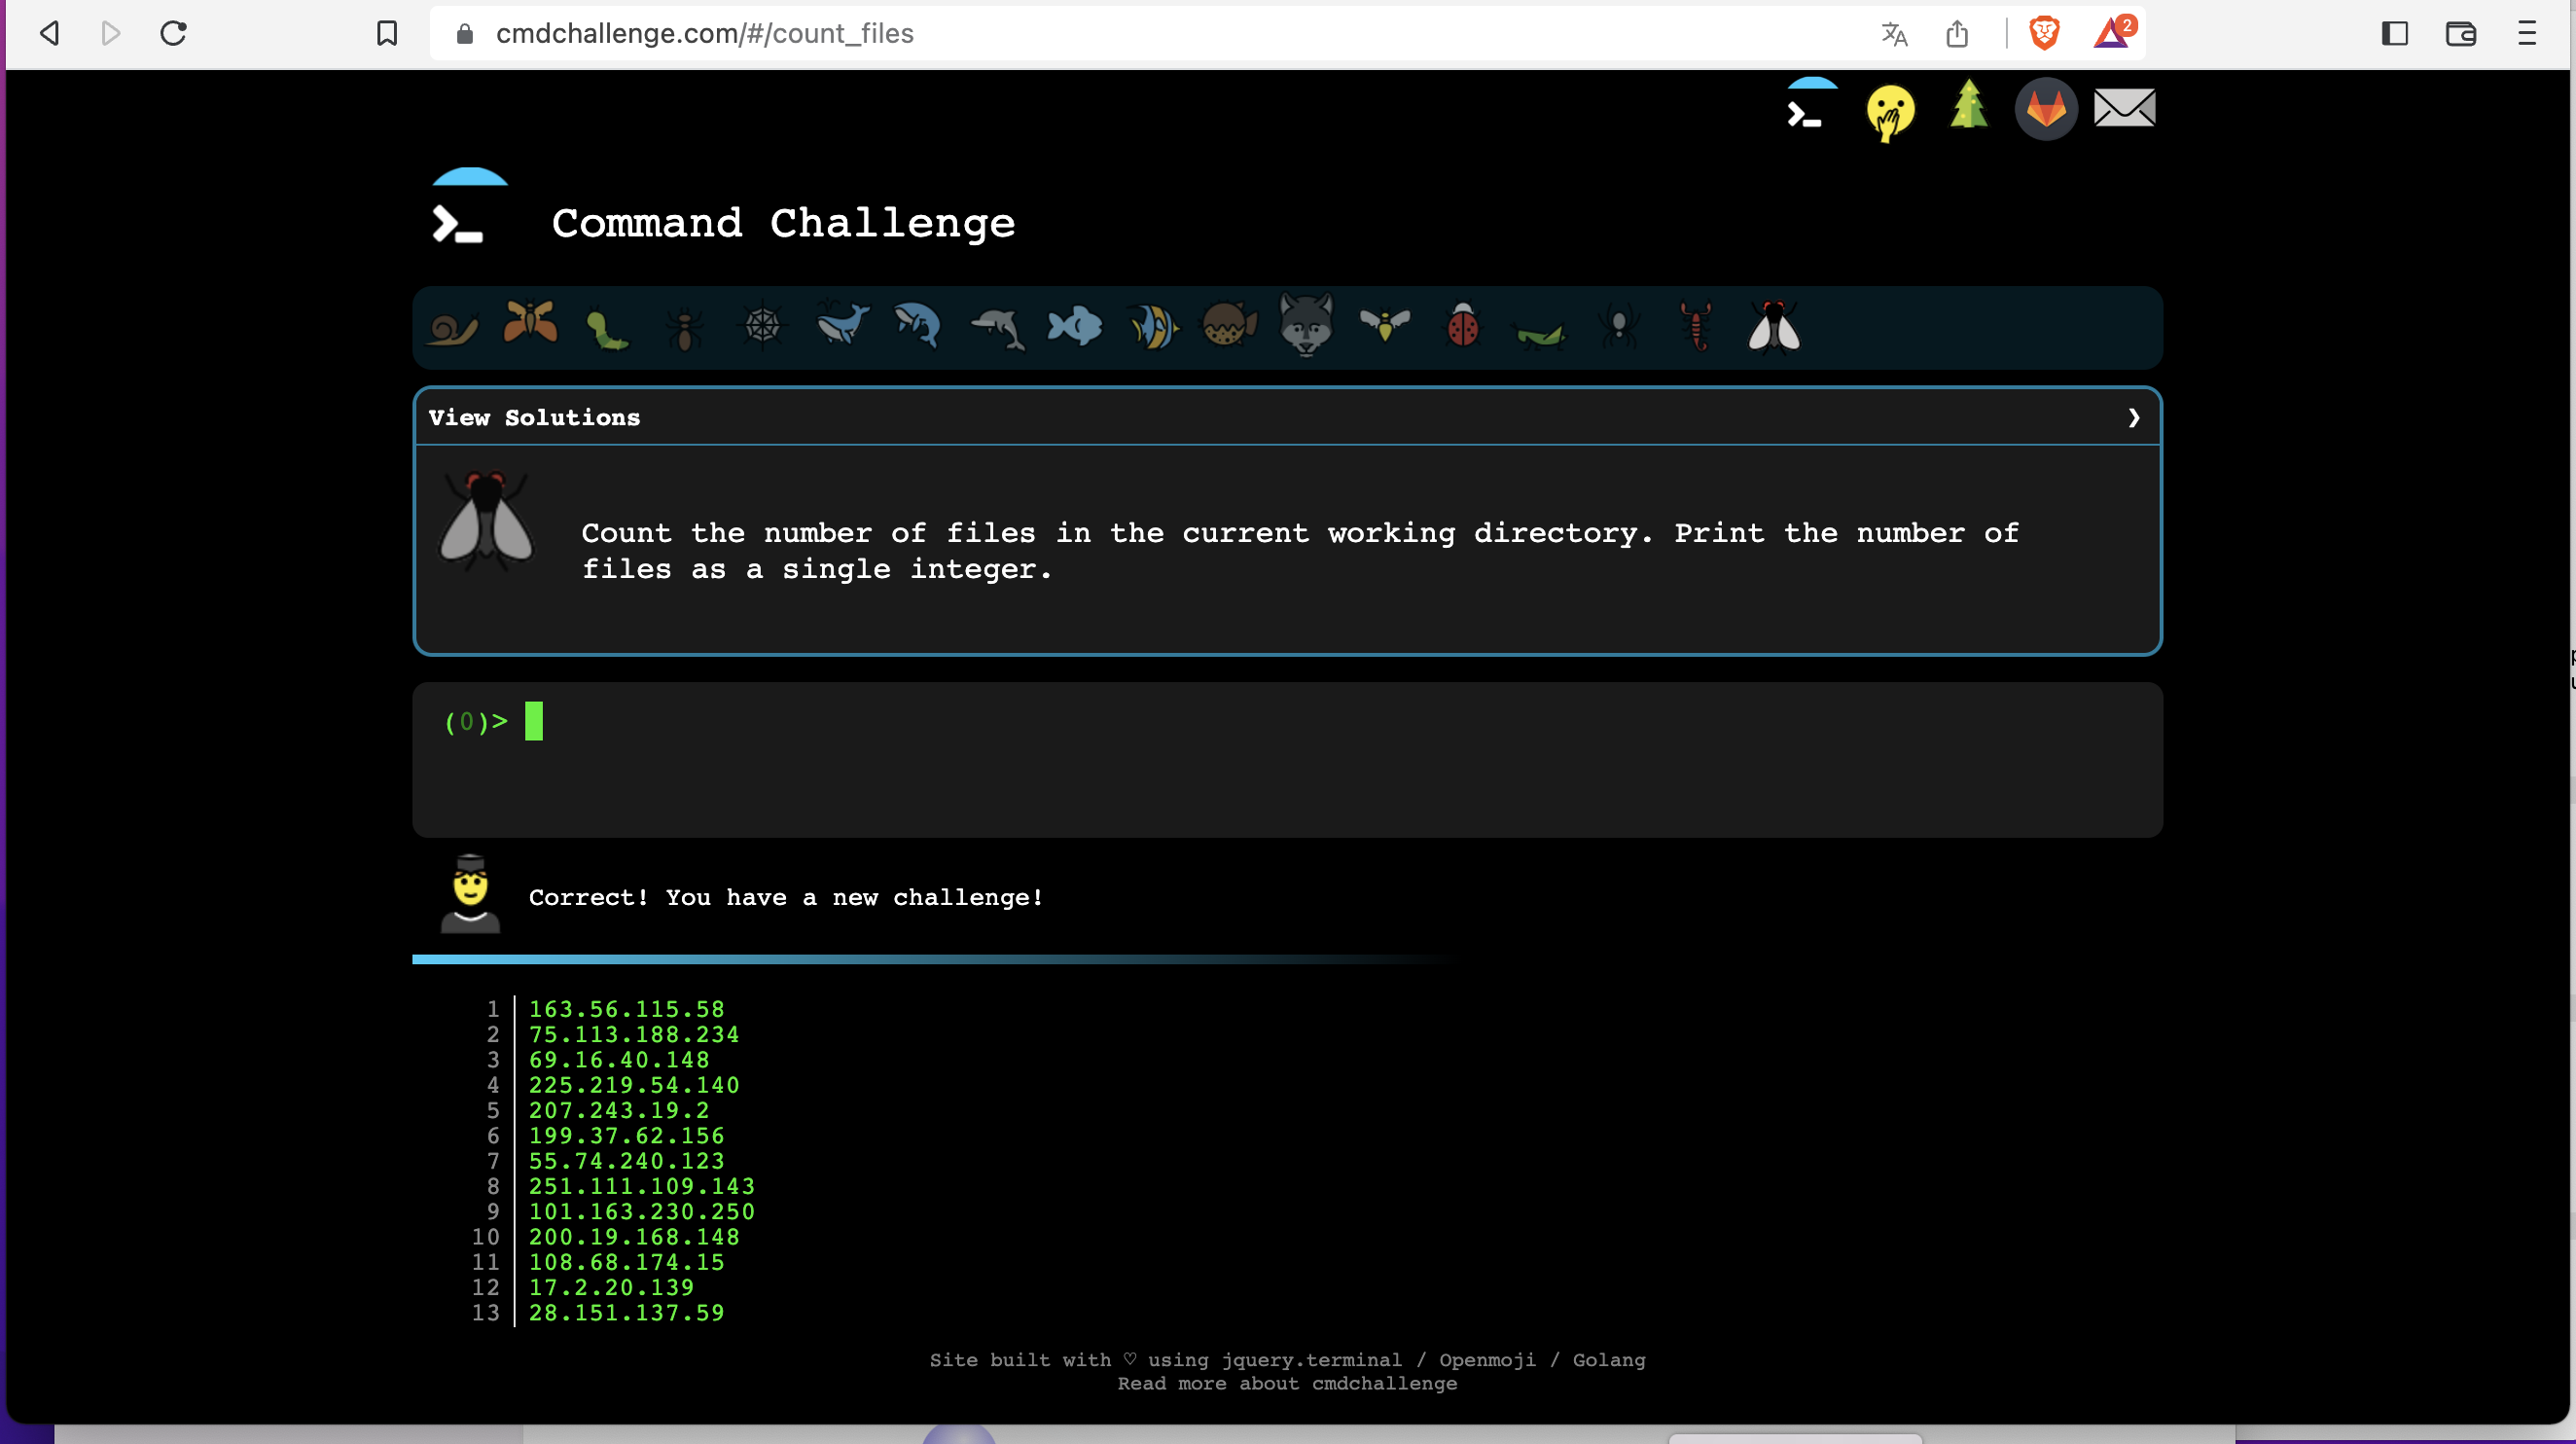 cmdchallenge.com/#/count_files
2
Command Challenge
View Solutions
Count the number of files in the current working directory. Print the number of
files as a single integer.
(0)>
Correct! You have a new challenge!
1 163.56.115.58
2 75.113.188.234
3 69.16.40.148
4 225.219.54.140
5 207.243.19.2
6 199.37.62.156
7 55.74.240.123
8 251.111.109.143
9 101.163.230.250
10 200.19.168.148
11 108.68.174.15
12 17.2.20.139
13 28.151.137.59
Site built with ♡ using jquery.terminal / Openmoji / Golang
Read more about cmdchallenge